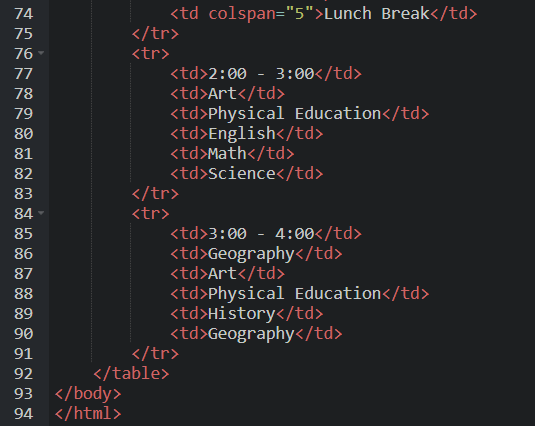 74 <td colspan="5">Lunch Break</td>
75 </tr>
76 <tr>
77 <td>2:00 - 3:00</td>
78 <td>Art</td>
79 <td>Physical Education</td>
80 <td>English</td>
81 <td>Math</td>
82 <td>Science</td>
83 </tr>
84 <tr>
85 <td>3:00 - 4:00</td>
86 <td>Geography</td>
87 <td>Art</td>
88 <td>Physical Education</td>
89 <td>History</td>
90 <td>Geography</td>
91 </tr>
92 </table>
93 </body>
94 </html>